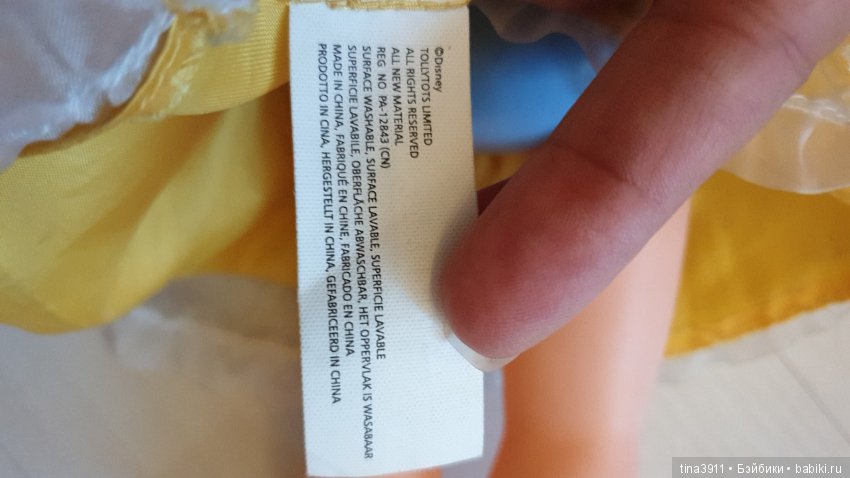 ©Disney
TOLLYTOTS LIMITED
ALL RIGHTS RESERVED
ALL NEW MATERIAL
REG  NO  PA-12843 (CN)
SURFACE WASHABLE, SURFACE LAVABLE, SUPERFICIE LAVABLE
SUPERFICIE LAVABILE, OBERFLÄCHE ABWASCHBAR, HET OPPERVLAK IS WASABAAR
MADE IN CHINA, FABRIQUÉ EN CHINE, FABRICADO EN CHINA
PRODOTTO IN CINA, HERGESTELLT IN CHINA, GEFABRICEERD IN CHINA
tina3911 • Бэйбики • babiki.ru